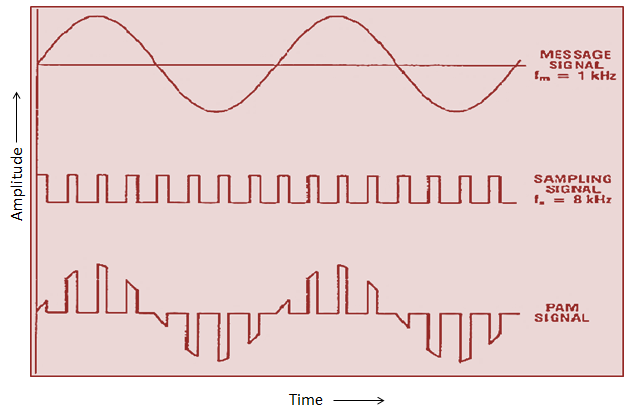 MESSAGE
SIGNAL
fm = 1 kHz
Amplitude
SAMPLING
SIGNAL
fs = 8 kHz
PAM
SIGNAL
Time